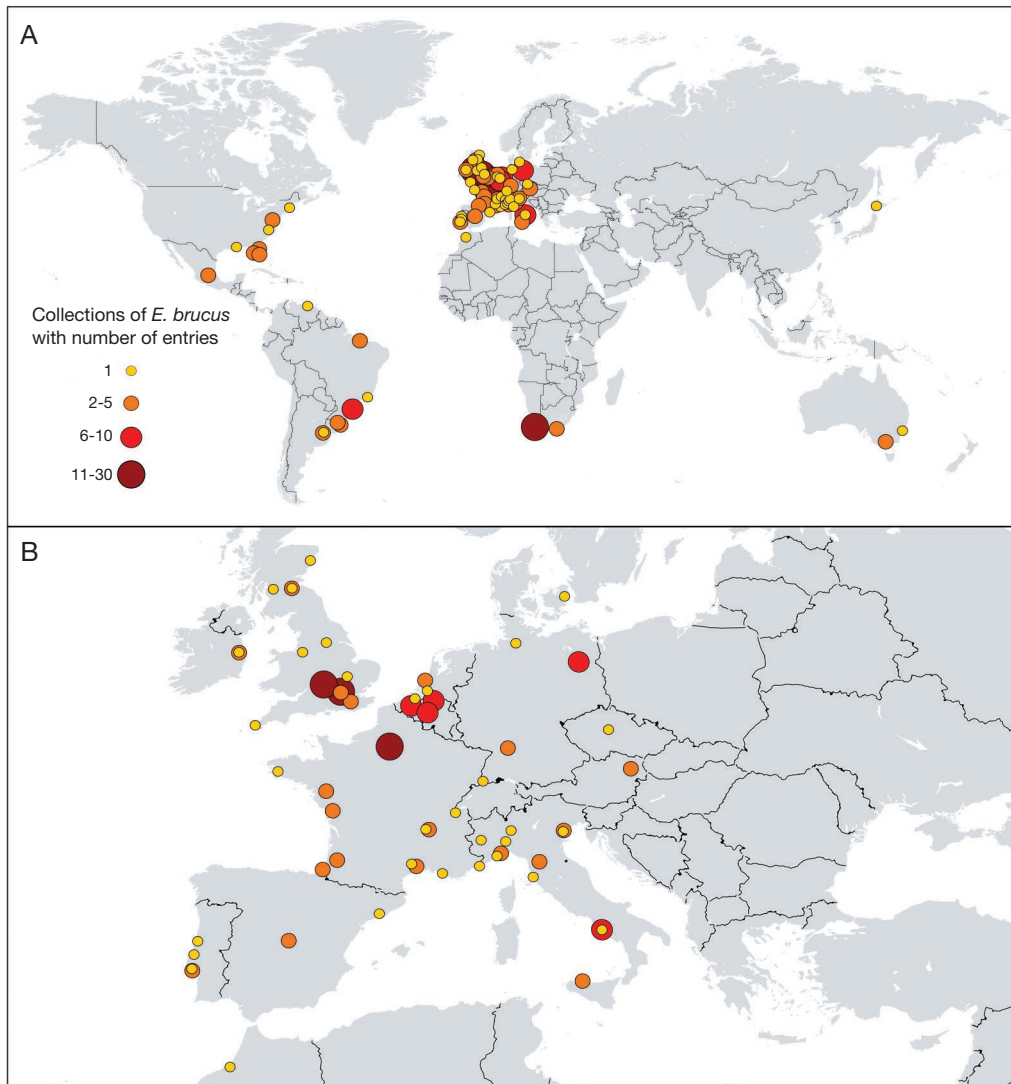 A
Collections of E. brucus
with number of entries
1
2-5
6-10
11-30
B